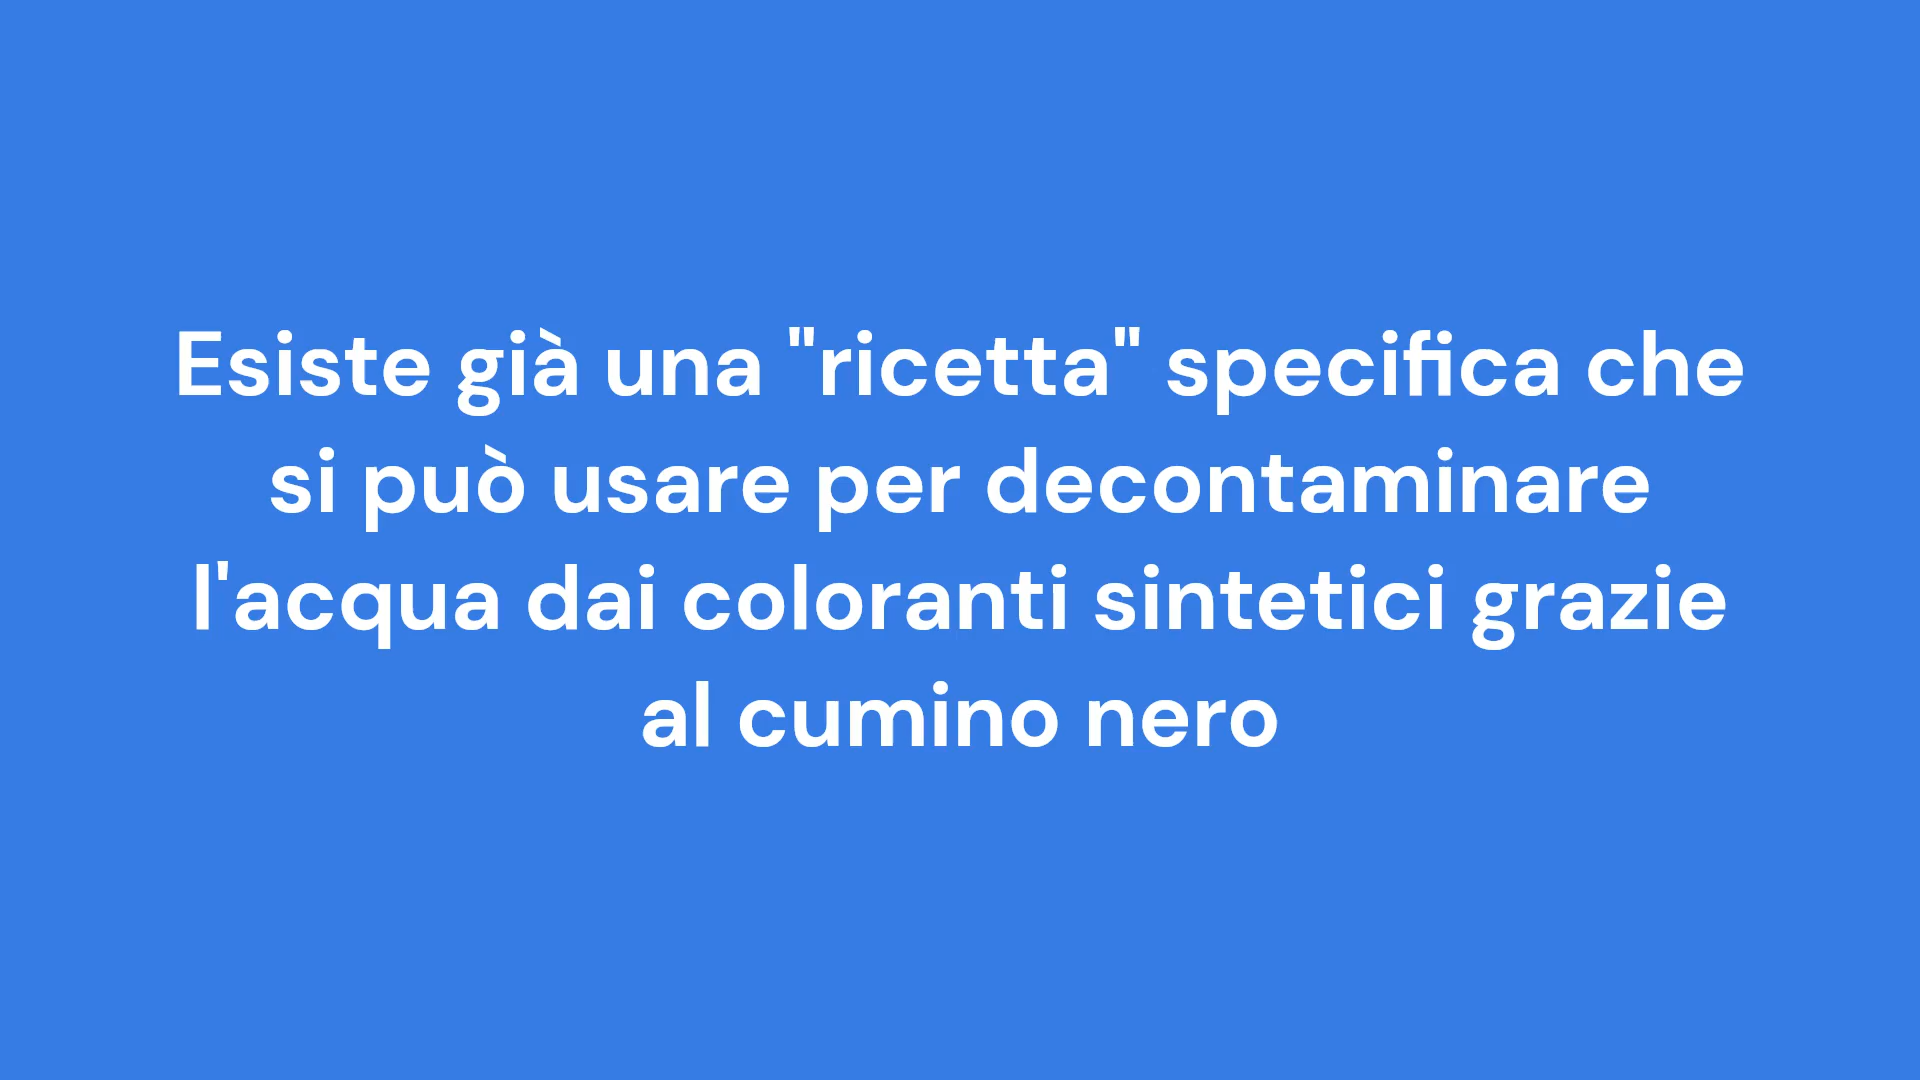 Esiste già una "ricetta" specifica che
si può usare per decontaminare
l'acqua dai coloranti sintetici grazie
al cumino nero